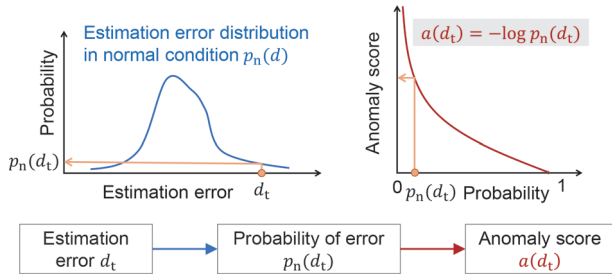 Estimation error distribution
in normal condition pₙ(d)
Probability
pₙ(dₜ)
Estimation error
dₜ
a(dₜ) = −log pₙ(dₜ)
Anomaly score
0
pₙ(dₜ)
Probability
1
Estimation
error dₜ
Probability of error
pₙ(dₜ)
Anomaly score
a(dₜ)